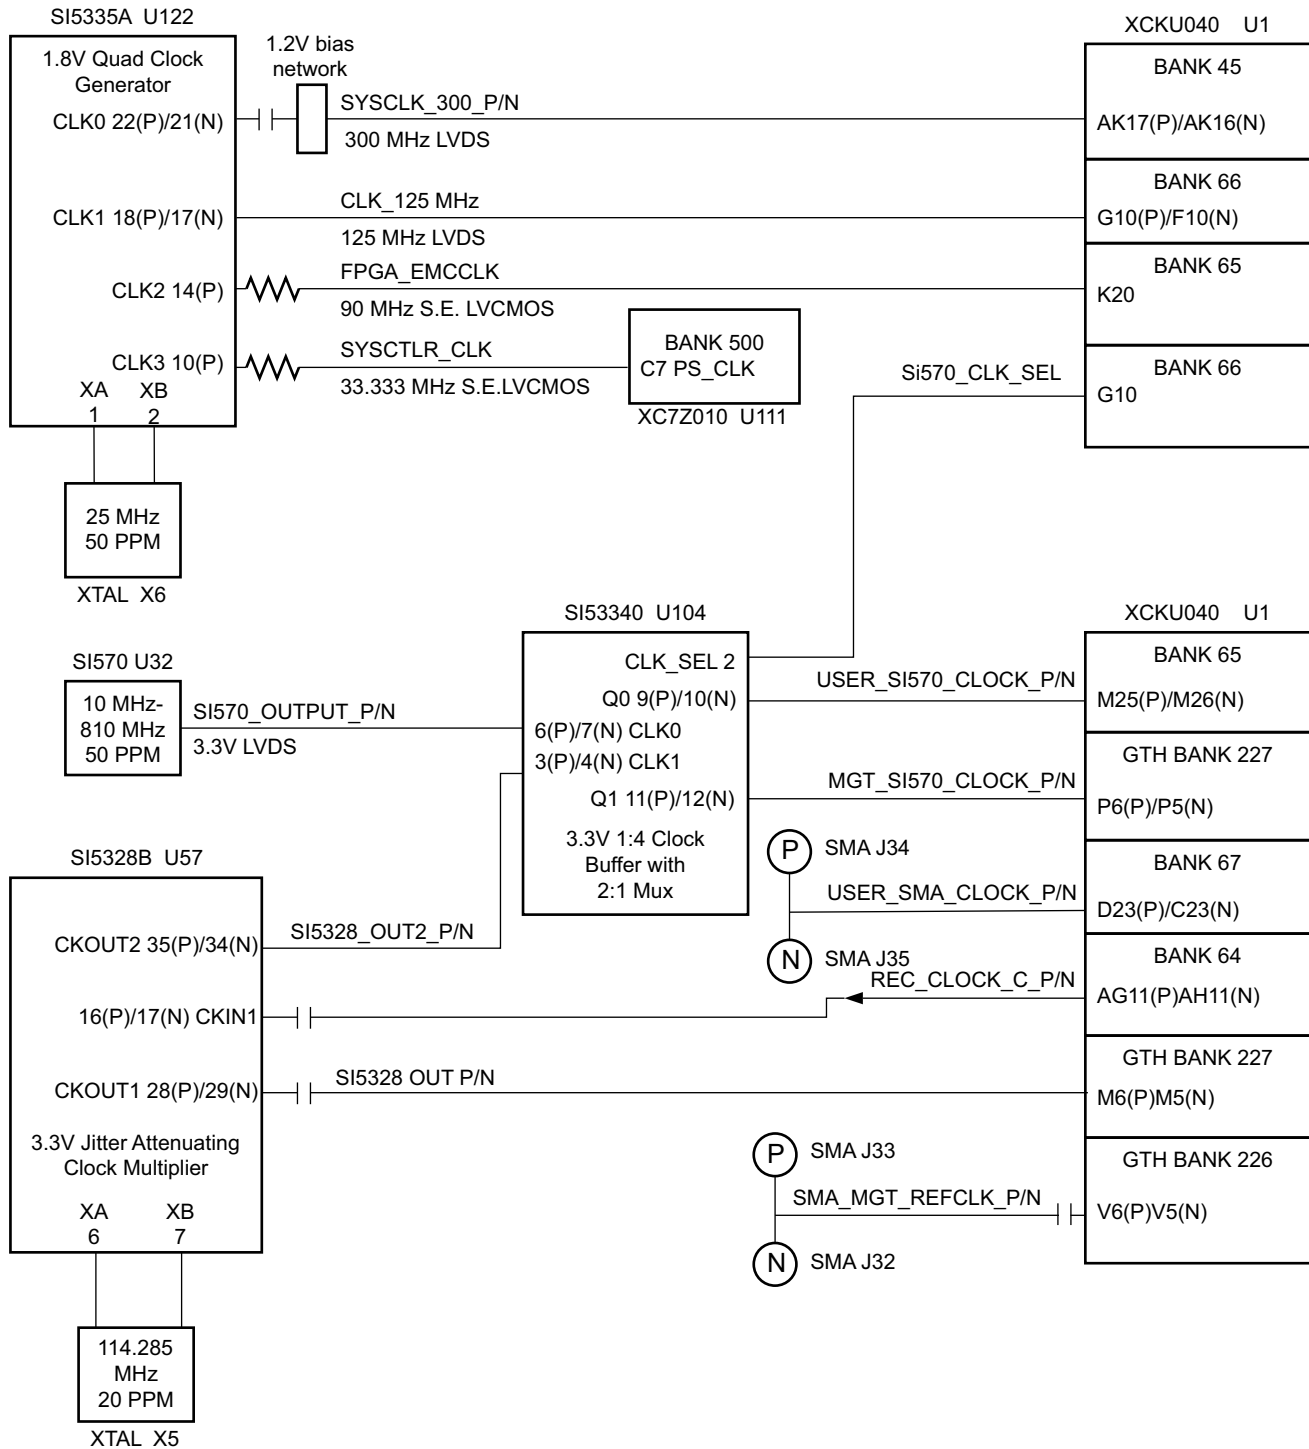 SI5335A U122
1.8V Quad Clock
Generator
CLK0 22(P)/21(N)
CLK1 18(P)/17(N)
CLK2 14(P)
CLK3 10(P)
XA
1
XB
2
25 MHz
50 PPM
XTAL X6
1.2V bias
network
SYSCLK_300_P/N
300 MHz LVDS
CLK_125 MHz
125 MHz LVDS
FPGA_EMCCLK
90 MHz S.E. LVCMOS
SYSCTLR_CLK
33.333 MHz S.E.LVCMOS
BANK 500
C7 PS_CLK
XC7Z010 U111
XCKU040 U1
BANK 45
AK17(P)/AK16(N)
BANK 66
G10(P)/F10(N)
BANK 65
K20
Si570_CLK_SEL
BANK 66
G10
SI570 U32
10 MHz-
810 MHz
50 PPM
SI570_OUTPUT_P/N
3.3V LVDS
SI53340 U104
CLK_SEL 2
Q0 9(P)/10(N)
6(P)/7(N) CLK0
3(P)/4(N) CLK1
Q1 11(P)/12(N)
3.3V 1:4 Clock
Buffer with
2:1 Mux
XCKU040 U1
USER_SI570_CLOCK_P/N
BANK 65
M25(P)/M26(N)
MGT_SI570_CLOCK_P/N
GTH BANK 227
P6(P)/P5(N)
P
SMA J34
USER_SMA_CLOCK_P/N
N
SMA J35
BANK 67
D23(P)/C23(N)
REC_CLOCK_C_P/N
BANK 64
AG11(P)AH11(N)
SI5328B U57
CKOUT2 35(P)/34(N)
SI5328_OUT2_P/N
16(P)/17(N) CKIN1
CKOUT1 28(P)/29(N)
SI5328 OUT P/N
GTH BANK 227
M6(P)M5(N)
3.3V Jitter Attenuating
Clock Multiplier
XA
6
XB
7
114.285
MHz
20 PPM
XTAL X5
P
SMA J33
SMA_MGT_REFCLK_P/N
N
SMA J32
GTH BANK 226
V6(P)V5(N)